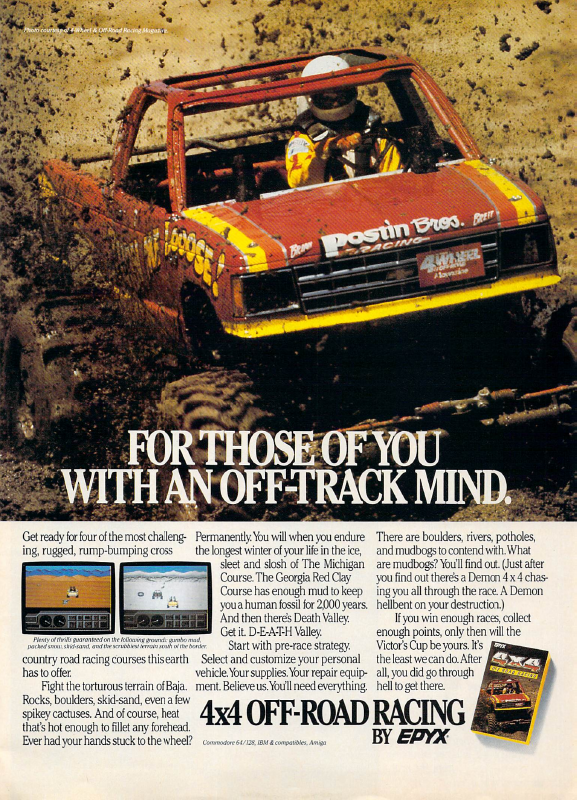 Photo courtesy of 4 Wheel & Off-Road Racing Magazine.
Postin Bros.
RACING
Brian
Brett
4 WHEEL
LOOOSE!
FOR THOSE OF YOU
WITH AN OFF-TRACK MIND.
Get ready for four of the most challeng-
ing, rugged, rump-bumping cross
Plenty of thrills guaranteed on the following ground: gumbo mud,
packed snow, skid-sand, and the scrubbiest terrain south of the border.
country road racing courses this earth
has to offer.
Fight the torturous terrain of Baja.
Rocks, boulders, skid-sand, even a few
spikey cactuses. And of course, heat
that's hot enough to fillet any forehead.
Ever had your hands stuck to the wheel?
Permanently. You will when you endure
the longest winter of your life in the ice,
sleet and slosh of The Michigan
Course. The Georgia Red Clay
Course has enough mud to keep
you a human fossil for 2,000 years.
And then there's Death Valley.
Get it. D-E-A-T-H Valley.
Start with pre-race strategy.
Select and customize your personal
vehicle. Your supplies. Your repair equip-
ment. Believe us. You'll need everything.
There are boulders, rivers, potholes,
and mudbogs to contend with. What
are mudbogs? You'll find out. (Just after
you find out there's a Demon 4 x 4 chas-
ing you all through the race. A Demon
hellbent on your destruction.)
If you win enough races, collect
enough points, only then will the
Victor's Cup be yours. It's
the least we can do. After
all, you did go through
hell to get there.
EPYX
4x4
OFF-ROAD RACING
4x4 OFF-ROAD RACING
BY EPYX
Commodore 64/128, IBM & compatibles, Amiga